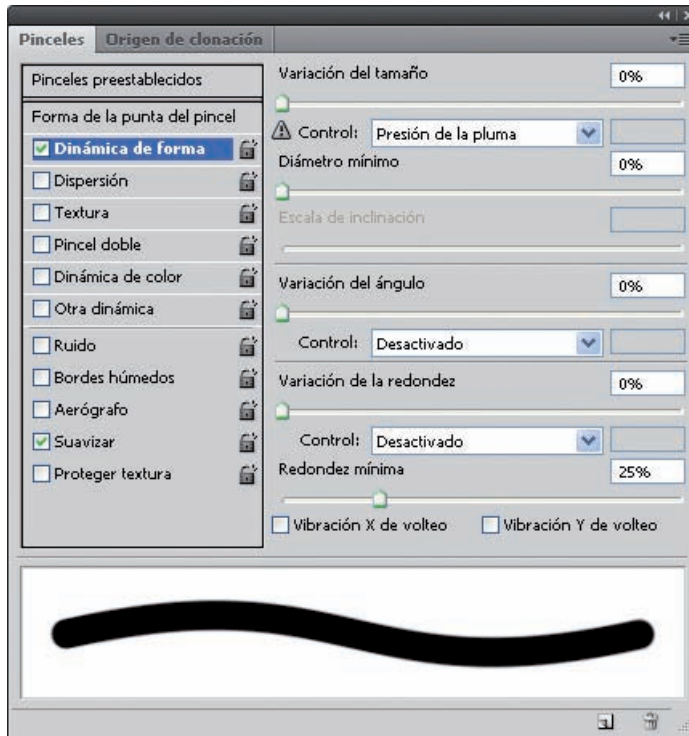 Pinceles Origen de clonación
Pinceles preestablecidos
Forma de la punta del pincel
Dinámica de forma
Dispersión
Textura
Pincel doble
Dinámica de color
Otra dinámica
Ruido
Bordes húmedos
Aerógrafo
Suavizar
Proteger textura
Variación del tamaño 0%
Control: Presión de la pluma
Diámetro mínimo 0%
Escala de inclinación
Variación del ángulo 0%
Control: Desactivado
Variación de la redondez 0%
Control: Desactivado
Redondez mínima 25%
Vibración X de volteo Vibración Y de volteo